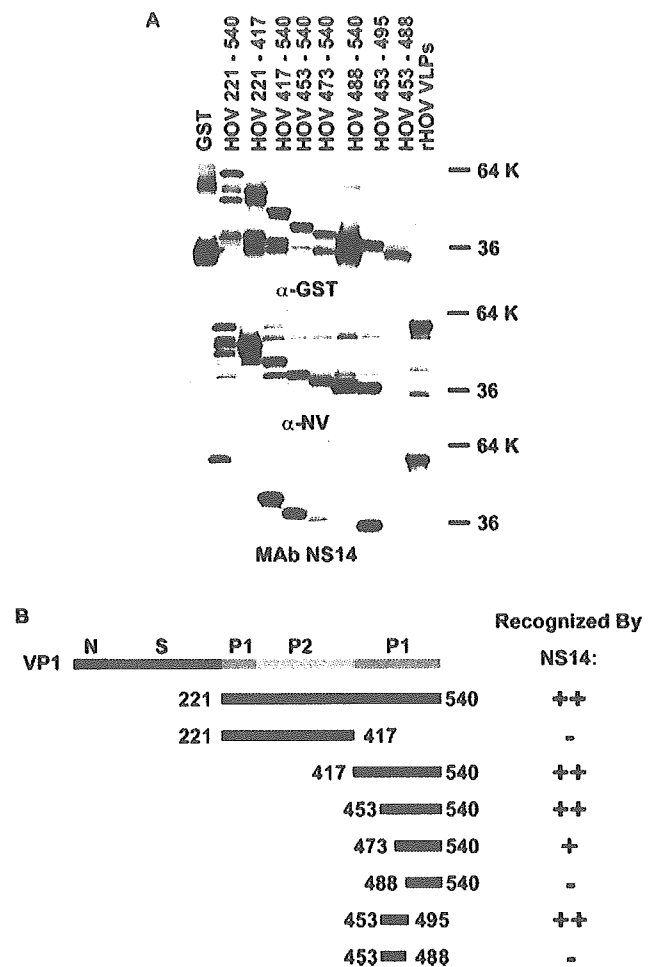 A
GST
HOV 221 - 540
HOV 221 - 417
HOV 417 - 540
HOV 453 - 540
HOV 473 - 540
HOV 488 - 540
HOV 453 - 495
HOV 453 - 488
rHOV VLPs
64 K
36
α-GST
64 K
36
α-NV
64 K
36
MAb NS14
B
Recognized By
NS14:
N S P1 P2 P1
VP1
221 540 ++
221 417 -
417 540 ++
453 540 ++
473 540 +
488 540 -
453 495 ++
453 488 -